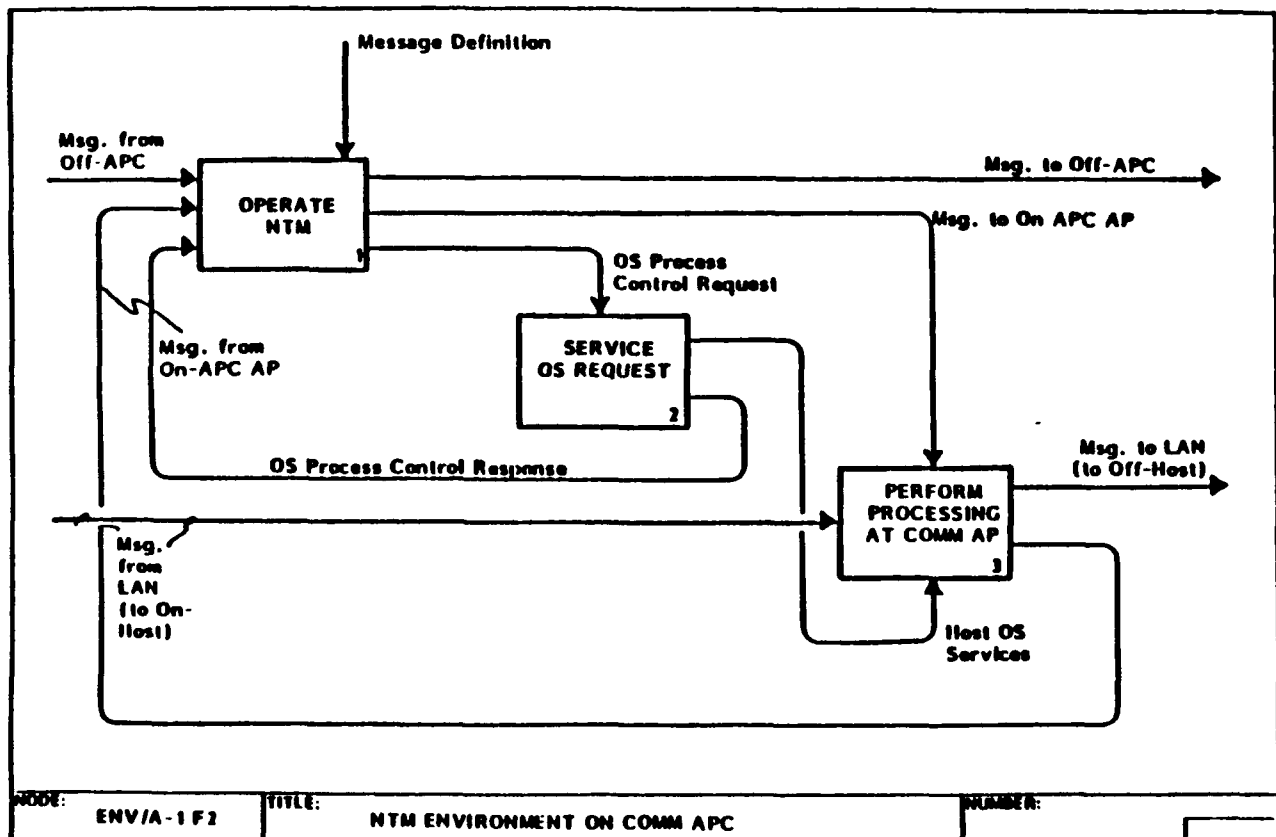 Message Definition
Msg. from
Off-APC
Msg. to Off-APC
OPERATE
NTM
1
Msg. to On APC AP
OS Process
Control Request
Msg. from
On-APC AP
SERVICE
OS REQUEST
2
OS Process Control Response
Msg. to LAN
(to Off-Host)
PERFORM
PROCESSING
AT COMM AP
3
Msg.
from
LAN
(to On-
Host)
Host OS
Services
NODE:
ENV/A-1 F2
TITLE:
NTM ENVIRONMENT ON COMM APC
NUMBER: